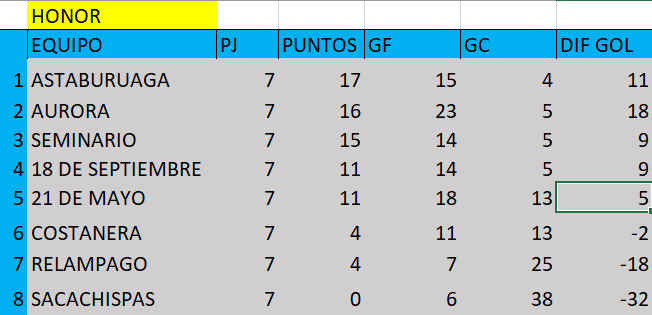 HONOR
EQUIPO PJ PUNTOS GF GC DIF GOL
1 ASTABURUAGA 7 17 15 4 11
2 AURORA 7 16 23 5 18
3 SEMINARIO 7 15 14 5 9
4 18 DE SEPTIEMBRE 7 11 14 5 9
5 21 DE MAYO 7 11 18 13 5
6 COSTANERA 7 4 11 13 -2
7 RELAMPAGO 7 4 7 25 -18
8 SACACHISPAS 7 0 6 38 -32